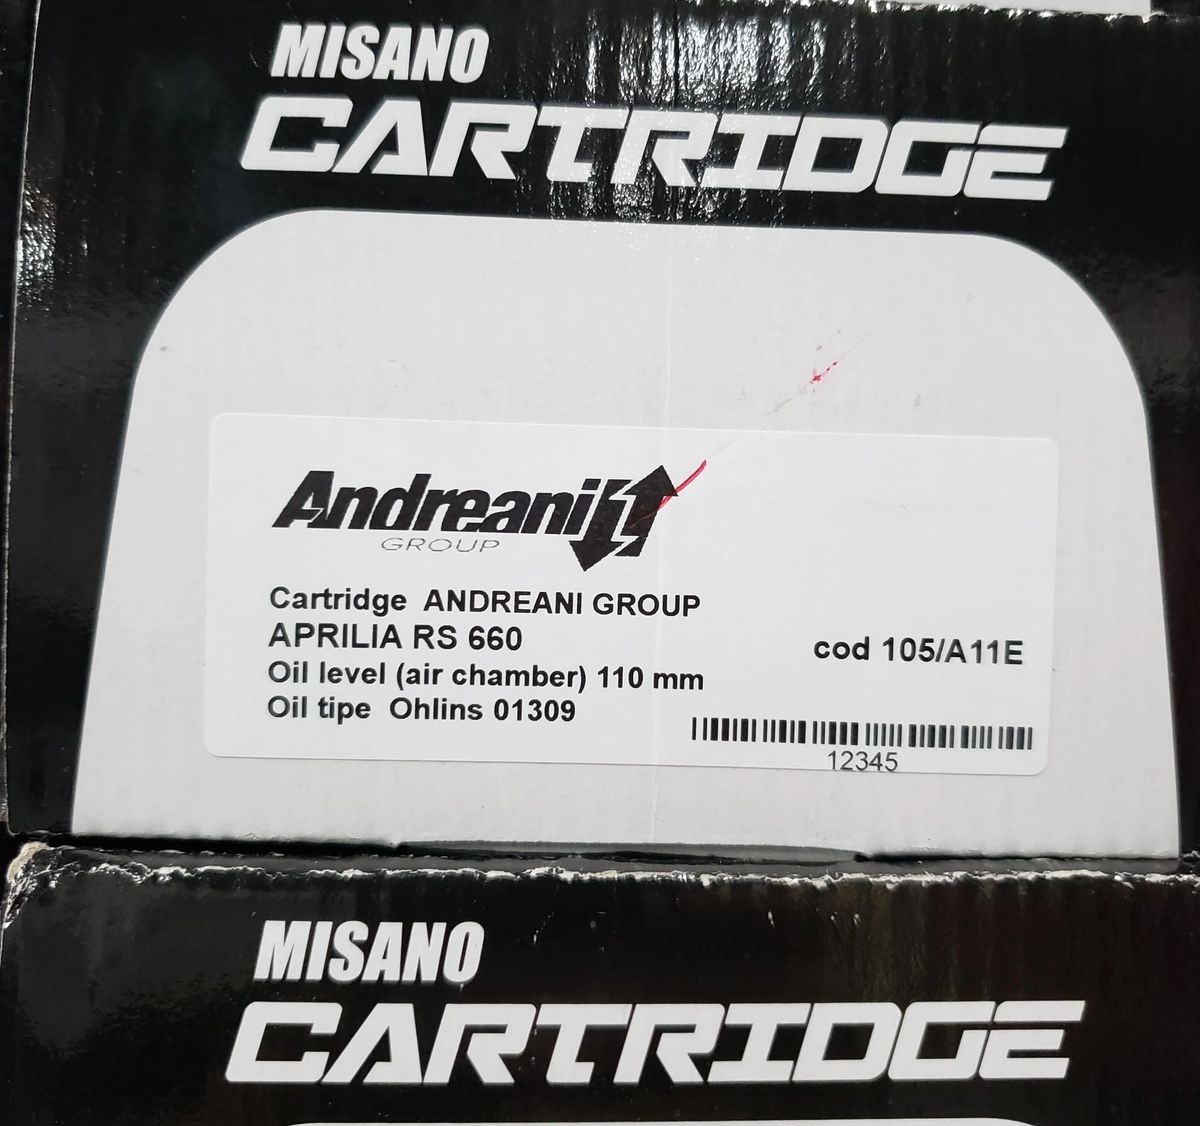 MISANO
CARTRIDGE
Andreani
GROUP
Cartridge ANDREANI GROUP
APRILIA RS 660
cod 105/A11E
Oil level (air chamber) 110 mm
Oil tipe Ohlins 01309
12345
MISANO
CARTRIDGE